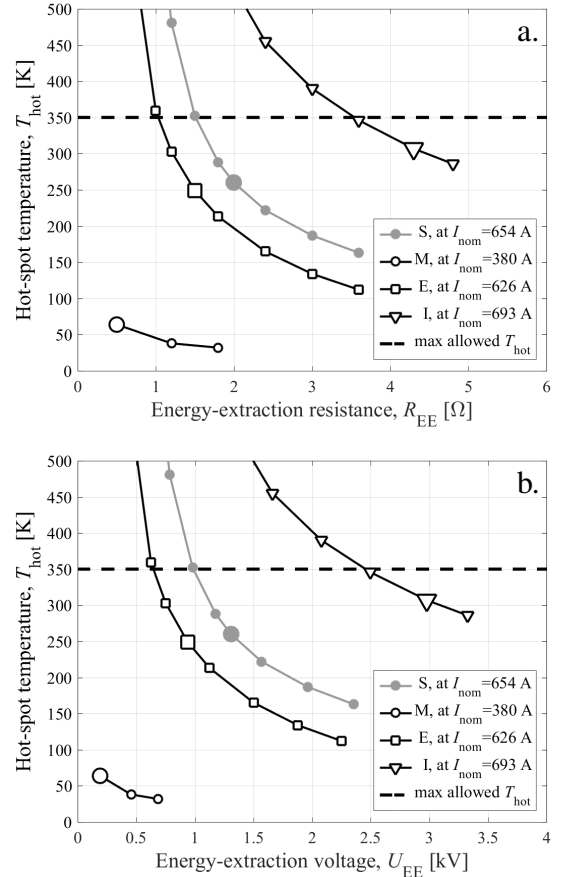 a.
500
450
400
350
300
250
200
150
100
50
0
Hot-spot temperature, T_hot [K]
S, at I_nom=654 A
M, at I_nom=380 A
E, at I_nom=626 A
I, at I_nom=693 A
max allowed T_hot
0 1 2 3 4 5 6
Energy-extraction resistance, R_EE [Ω]
b.
500
450
400
350
300
250
200
150
100
50
0
Hot-spot temperature, T_hot [K]
S, at I_nom=654 A
M, at I_nom=380 A
E, at I_nom=626 A
I, at I_nom=693 A
max allowed T_hot
0 0.5 1 1.5 2 2.5 3 3.5 4
Energy-extraction voltage, U_EE [kV]